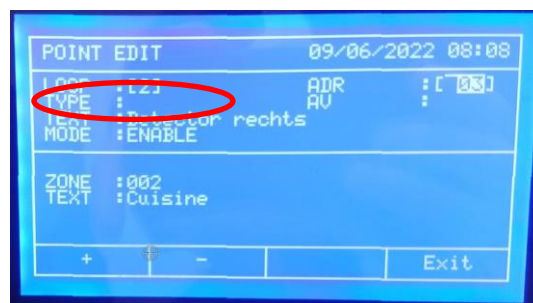 POINT EDIT 09/06/2022 08:08
LOOP :[2] ADR :[ 03]
TYPE : AV :
TEXT :Detector rechts
MODE :ENABLE
ZONE :002
TEXT :Cuisine
+ - Exit